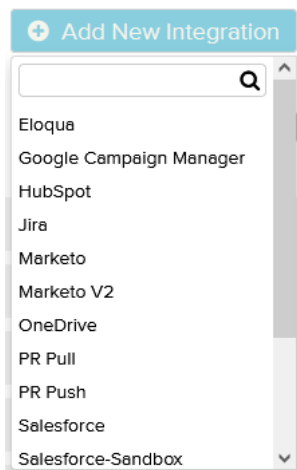 Add New Integration
Eloqua
Google Campaign Manager
HubSpot
Jira
Marketo
Marketo V2
OneDrive
PR Pull
PR Push
Salesforce
Salesforce-Sandbox